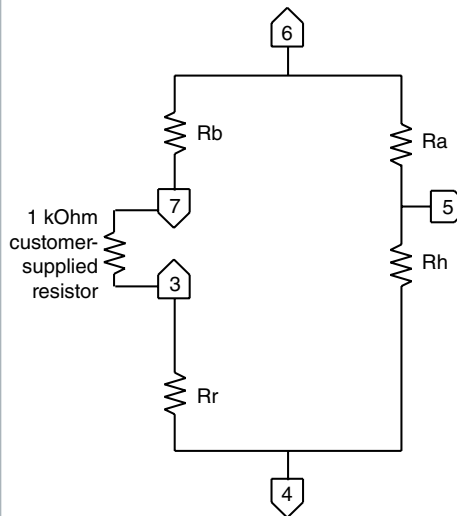 6
Rb
Ra
7
5
1 kOhm
customer-
supplied
resistor
Rh
3
Rr
4